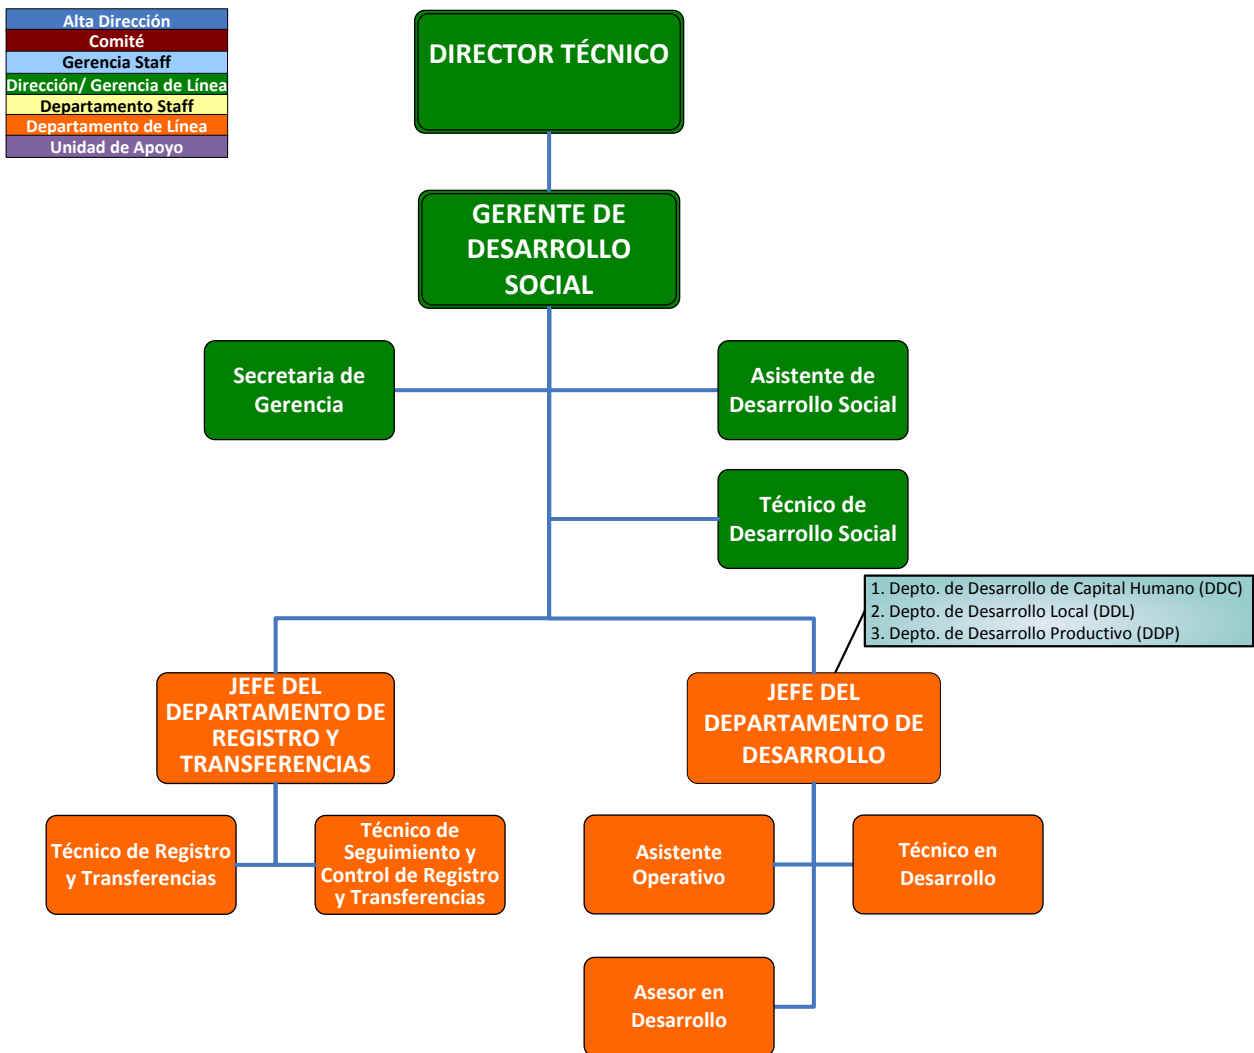 Alta Dirección
Comité
Gerencia Staff
Dirección/ Gerencia de Línea
Departamento Staff
Departamento de Línea
Unidad de Apoyo
DIRECTOR TÉCNICO
GERENTE DE
DESARROLLO
SOCIAL
Secretaria de
Gerencia
Asistente de
Desarrollo Social
Técnico de
Desarrollo Social
1. Depto. de Desarrollo de Capital Humano (DDC)
2. Depto. de Desarrollo Local (DDL)
3. Depto. de Desarrollo Productivo (DDP)
JEFE DEL
DEPARTAMENTO DE
REGISTRO Y
TRANSFERENCIAS
JEFE DEL
DEPARTAMENTO DE
DESARROLLO
Técnico de Registro
y Transferencias
Técnico de
Seguimiento y
Control de Registro
y Transferencias
Asistente
Operativo
Técnico en
Desarrollo
Asesor en
Desarrollo